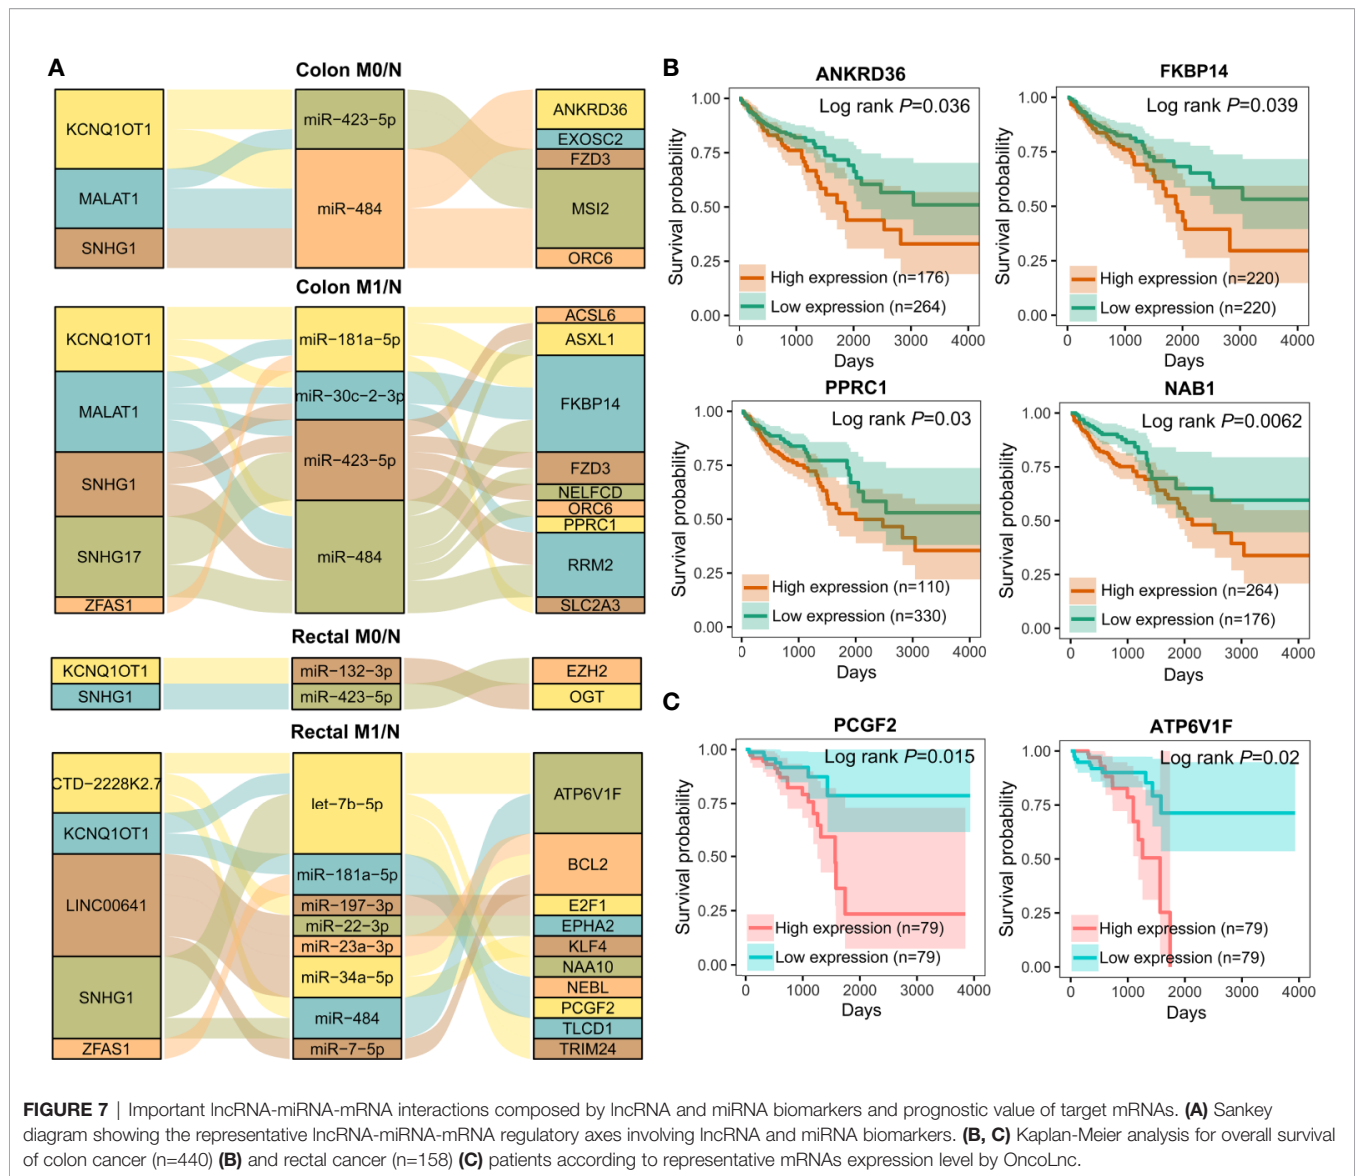 A
Colon M0/N
KCNQ1OT1
MALAT1
SNHG1
miR−423−5p
miR−484
ANKRD36
EXOSC2
FZD3
MSI2
ORC6
Colon M1/N
KCNQ1OT1
MALAT1
SNHG1
SNHG17
ZFAS1
miR−181a−5p
miR−30c−2−3p
miR−423−5p
miR−484
ACSL6
ASXL1
FKBP14
FZD3
NELFCD
ORC6
PPRC1
RRM2
SLC2A3
Rectal M0/N
KCNQ1OT1
SNHG1
miR−132−3p
miR−423−5p
EZH2
OGT
Rectal M1/N
CTD−2228K2.7
KCNQ1OT1
LINC00641
SNHG1
ZFAS1
let−7b−5p
miR−181a−5p
miR−197−3p
miR−22−3p
miR−23a−3p
miR−34a−5p
miR−484
miR−7−5p
ATP6V1F
BCL2
E2F1
EPHA2
KLF4
NAA10
NEBL
PCGF2
TLCD1
TRIM24
B
ANKRD36
Log rank P=0.036
Survival probability
1.00
0.75
0.50
0.25
0.00
High expression (n=176)
Low expression (n=264)
0 1000 2000 3000 4000
Days
FKBP14
Log rank P=0.039
Survival probability
1.00
0.75
0.50
0.25
0.00
High expression (n=220)
Low expression (n=220)
0 1000 2000 3000 4000
Days
PPRC1
Log rank P=0.03
Survival probability
1.00
0.75
0.50
0.25
0.00
High expression (n=110)
Low expression (n=330)
0 1000 2000 3000 4000
Days
NAB1
Log rank P=0.0062
Survival probability
1.00
0.75
0.50
0.25
0.00
High expression (n=264)
Low expression (n=176)
0 1000 2000 3000 4000
Days
C
PCGF2
Log rank P=0.015
Survival probability
1.00
0.75
0.50
0.25
0.00
High expression (n=79)
Low expression (n=79)
0 1000 2000 3000 4000
Days
ATP6V1F
Log rank P=0.02
Survival probability
1.00
0.75
0.50
0.25
0.00
High expression (n=79)
Low expression (n=79)
0 1000 2000 3000 4000
Days
FIGURE 7 | Important lncRNA-miRNA-mRNA interactions composed by lncRNA and miRNA biomarkers and prognostic value of target mRNAs. (A) Sankey
diagram showing the representative lncRNA-miRNA-mRNA regulatory axes involving lncRNA and miRNA biomarkers. (B, C) Kaplan-Meier analysis for overall survival
of colon cancer (n=440) (B) and rectal cancer (n=158) (C) patients according to representative mRNAs expression level by OncoLnc.